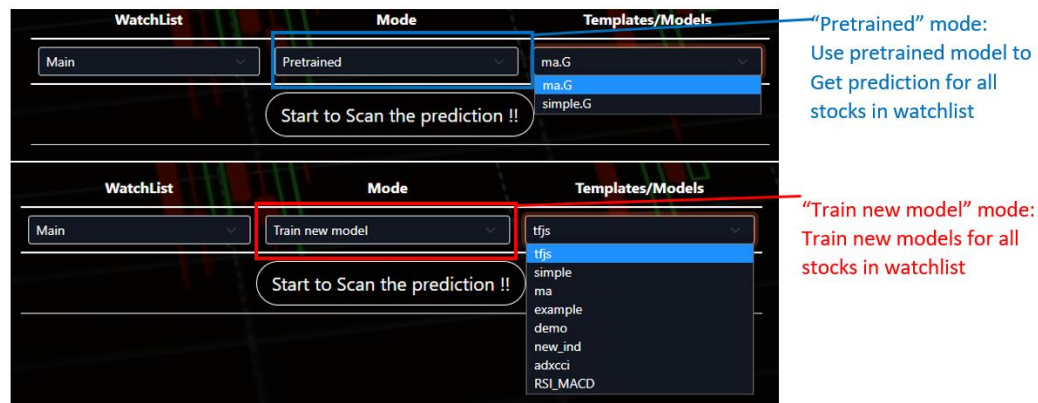 WatchList Mode Templates/Models
Main Pretrained ma.G
ma.G
simple.G
Start to Scan the prediction !!
"Pretrained" mode:
Use pretrained model to
Get prediction for all
stocks in watchlist
WatchList Mode Templates/Models
Main Train new model tfjs
tfjs
simple
ma
example
demo
new_ind
adxcci
RSI_MACD
Start to Scan the prediction !!
"Train new model" mode:
Train new models for all
stocks in watchlist